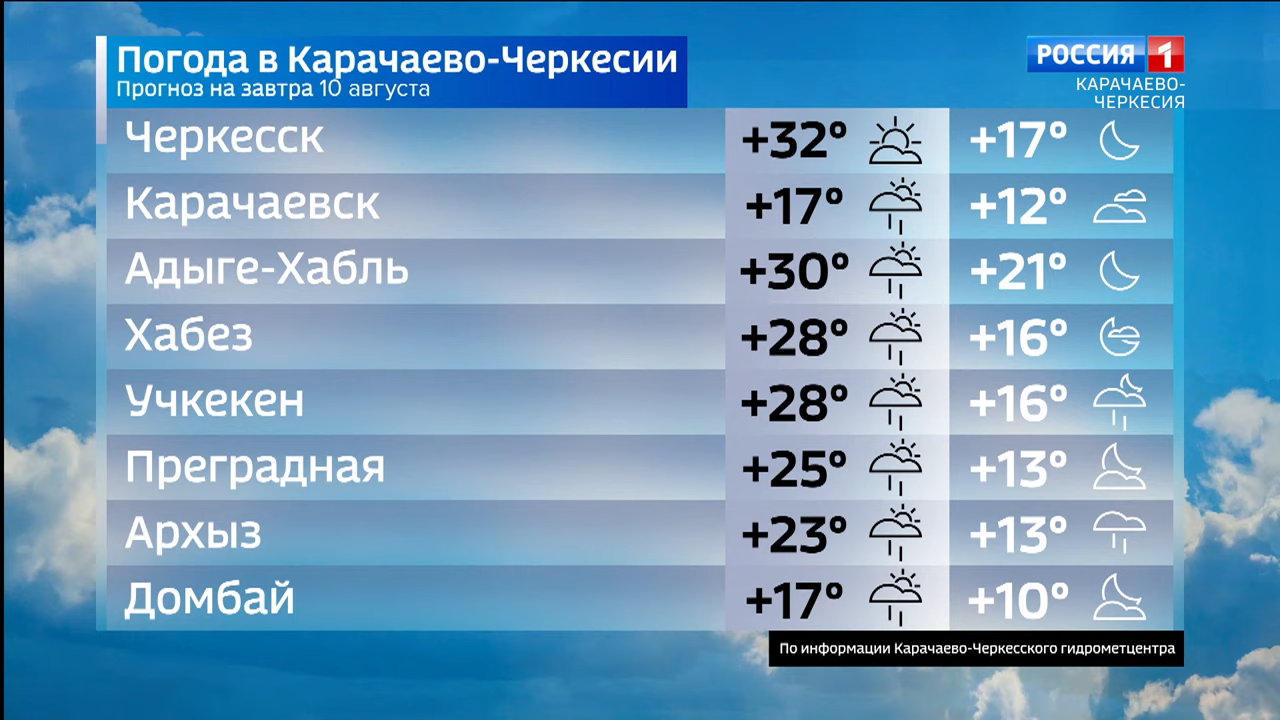 Погода в Карачаево-Черкесии
Прогноз на завтра 10 августа
РОССИЯ 1
КАРАЧАЕВО-
ЧЕРКЕСИЯ
Черкесск +32° +17°
Карачаевск +17° +12°
Адыге-Хабль +30° +21°
Хабез +28° +16°
Учкекен +28° +16°
Преградная +25° +13°
Архыз +23° +13°
Домбай +17° +10°
По информации Карачаево-Черкесского гидрометцентра